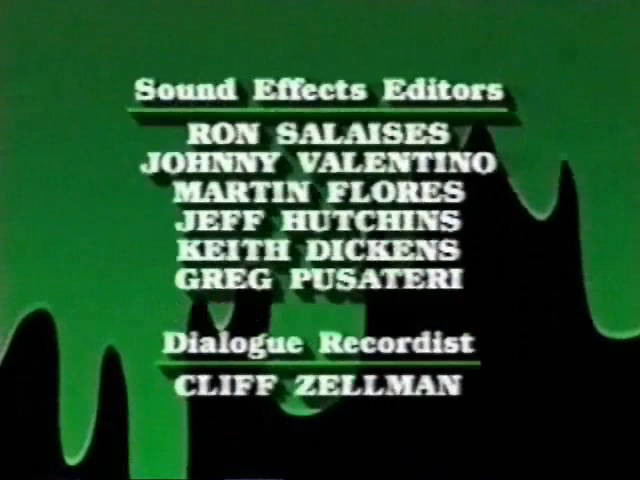 Sound Effects Editors
RON SALAISES
JOHNNY VALENTINO
MARTIN FLORES
JEFF HUTCHINS
KEITH DICKENS
GREG PUSATERI
Dialogue Recordist
CLIFF ZELLMAN